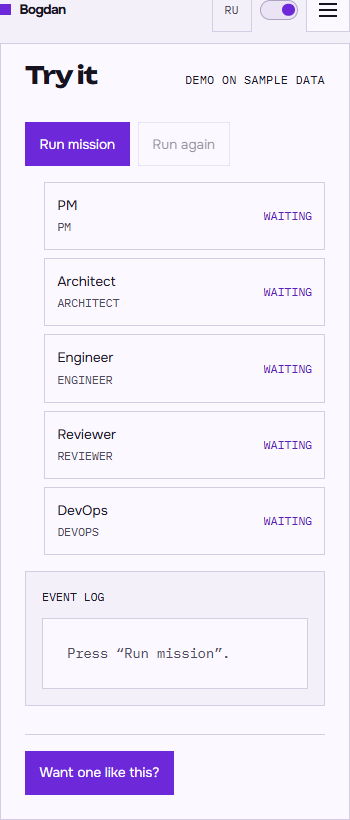 Bogdan
RU
Try it
DEMO ON SAMPLE DATA
Run mission
Run again
PM
PM
WAITING
Architect
ARCHITECT
WAITING
Engineer
ENGINEER
WAITING
Reviewer
REVIEWER
WAITING
DevOps
DEVOPS
WAITING
EVENT LOG
Press “Run mission”.
Want one like this?